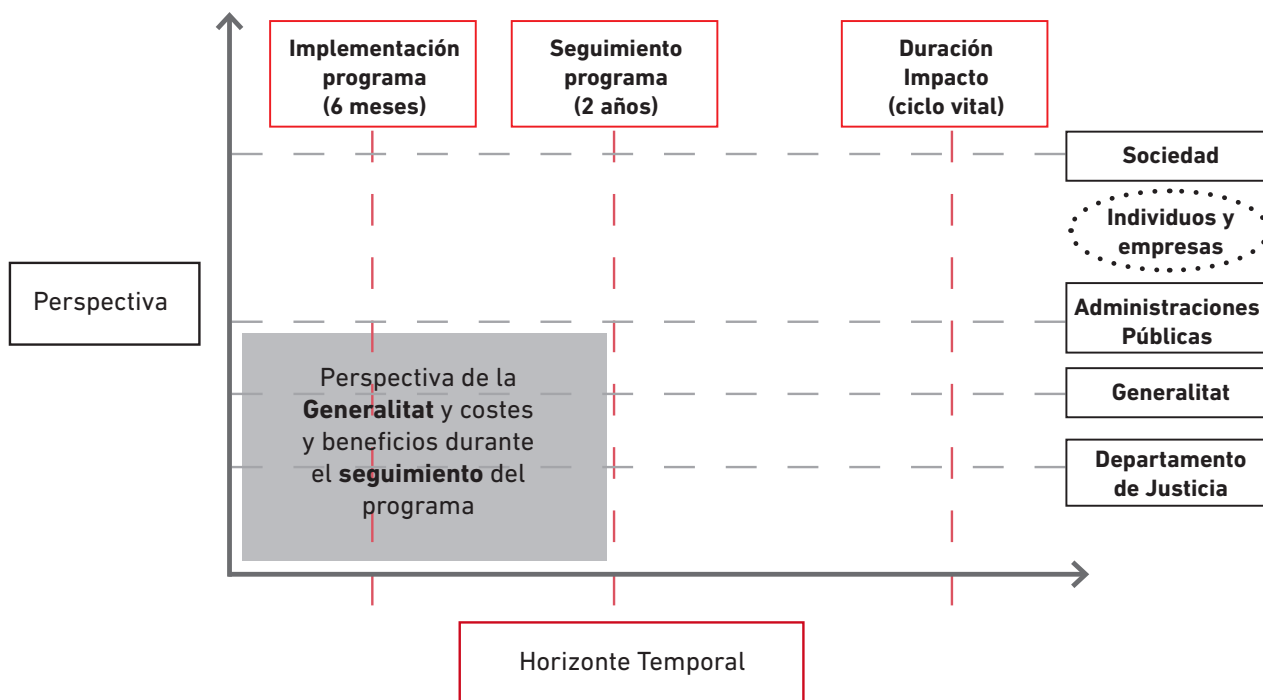 Implementación
programa
(6 meses)
Seguimiento
programa
(2 años)
Duración
Impacto
(ciclo vital)
Sociedad
Individuos y
empresas
Perspectiva
Administraciones
Públicas
Perspectiva de la
Generalitat y costes
y beneficios durante
el seguimiento del
programa
Generalitat
Departamento
de Justicia
Horizonte Temporal